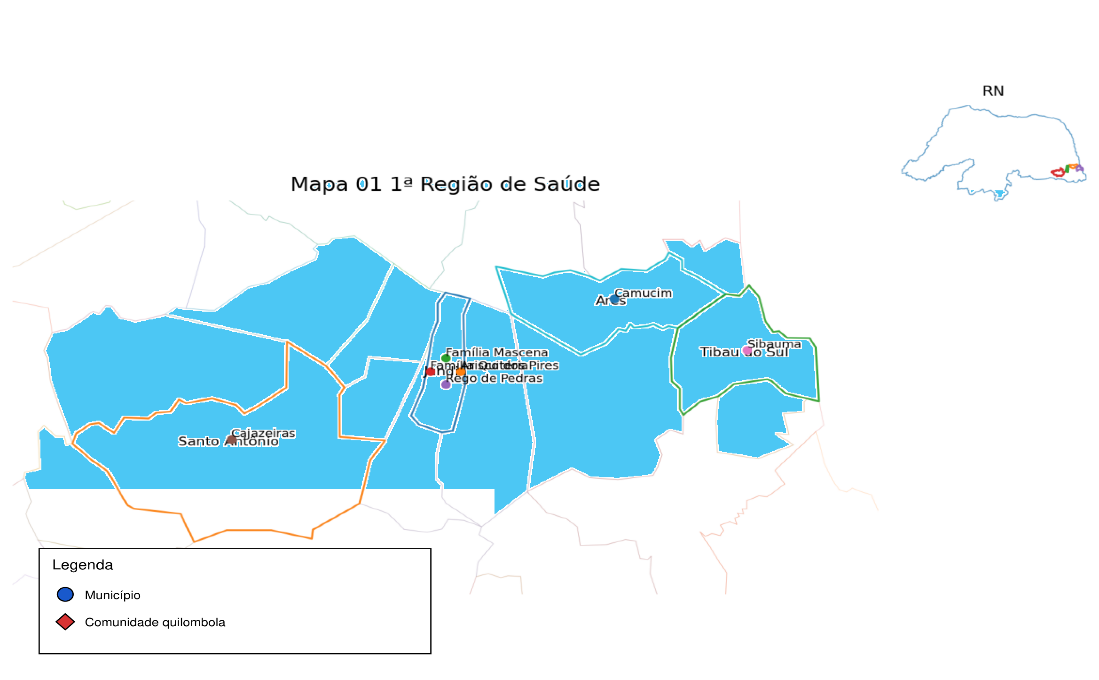 RN
Mapa 01 1ª Região de Saúde
Camucim
Arês
Sibauma
Tibau do Sul
Família Mascena
Rego de Pedras
Cajazeiras
Santo Antônio
Legenda
Município
Comunidade quilombola